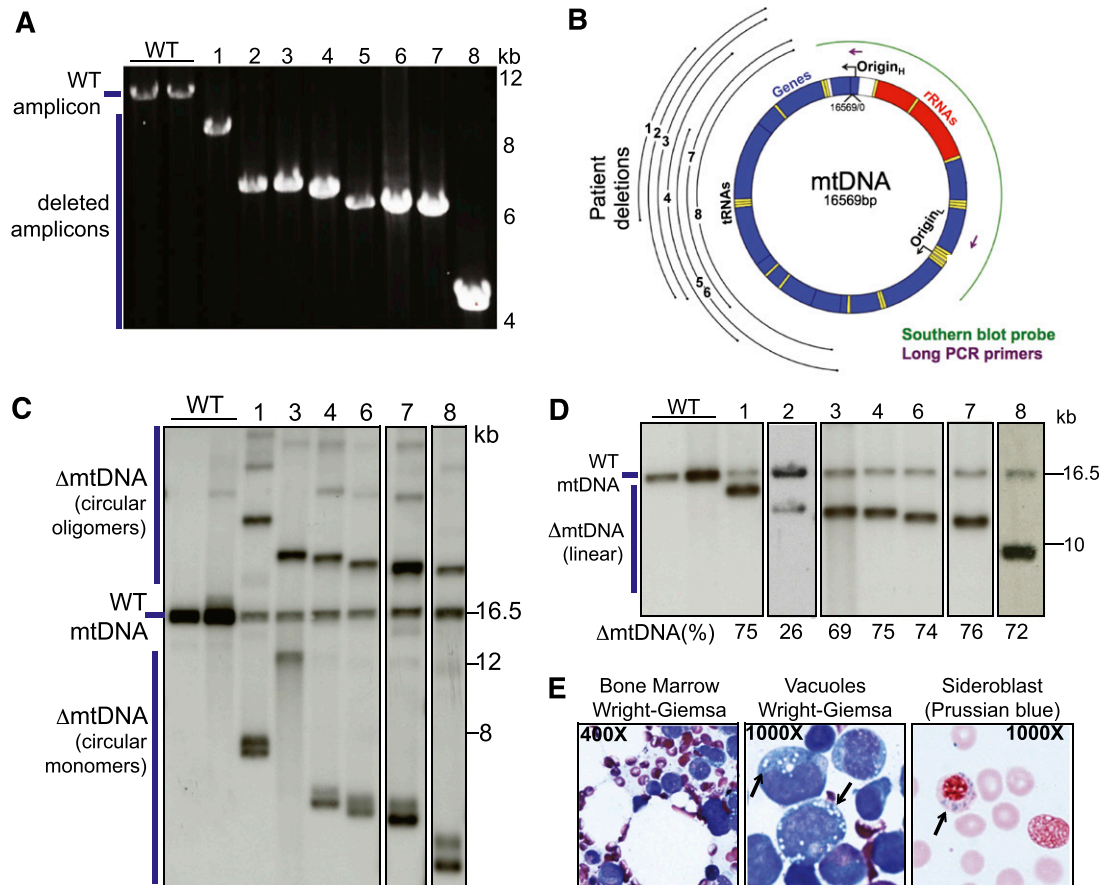 A
WT 1 2 3 4 5 6 7 8 kb
WT
amplicon
deleted
amplicons
12
8
6
4
B
Patient
deletions
1 2 3 4 5 6 7 8
Genes
OriginH
rRNAs
16569/0
mtDNA
16569bp
tRNAs
OriginL
Southern blot probe
Long PCR primers
C
WT 1 3 4 6 7 8
kb
ΔmtDNA
(circular
oligomers)
WT
mtDNA
ΔmtDNA
(circular
monomers)
16.5
12
8
D
WT 1 2 3 4 6 7 8 kb
WT
mtDNA
ΔmtDNA
(linear)
16.5
10
ΔmtDNA(%) 75 26 69 75 74 76 72
E
Bone Marrow
Wright-Giemsa
400X
Vacuoles
Wright-Giemsa
1000X
Sideroblast
(Prussian blue)
1000X